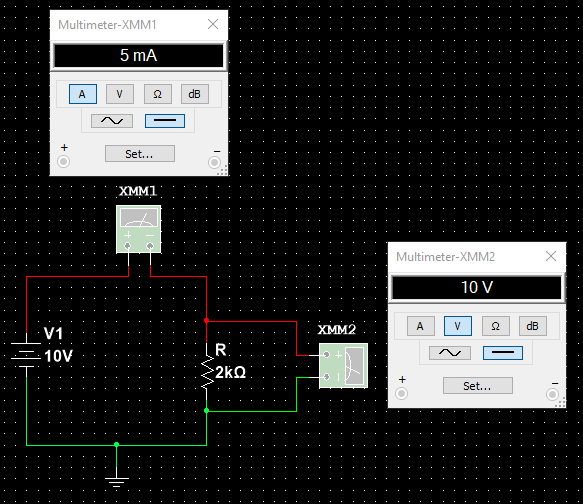 Multimeter-XMM1
5 mA
A V Ω dB
Set...
+ –
XMM1
+ –
Multimeter-XMM2
10 V
A V Ω dB
Set...
+ –
V1
10V
R
2kΩ
XMM2
+
–